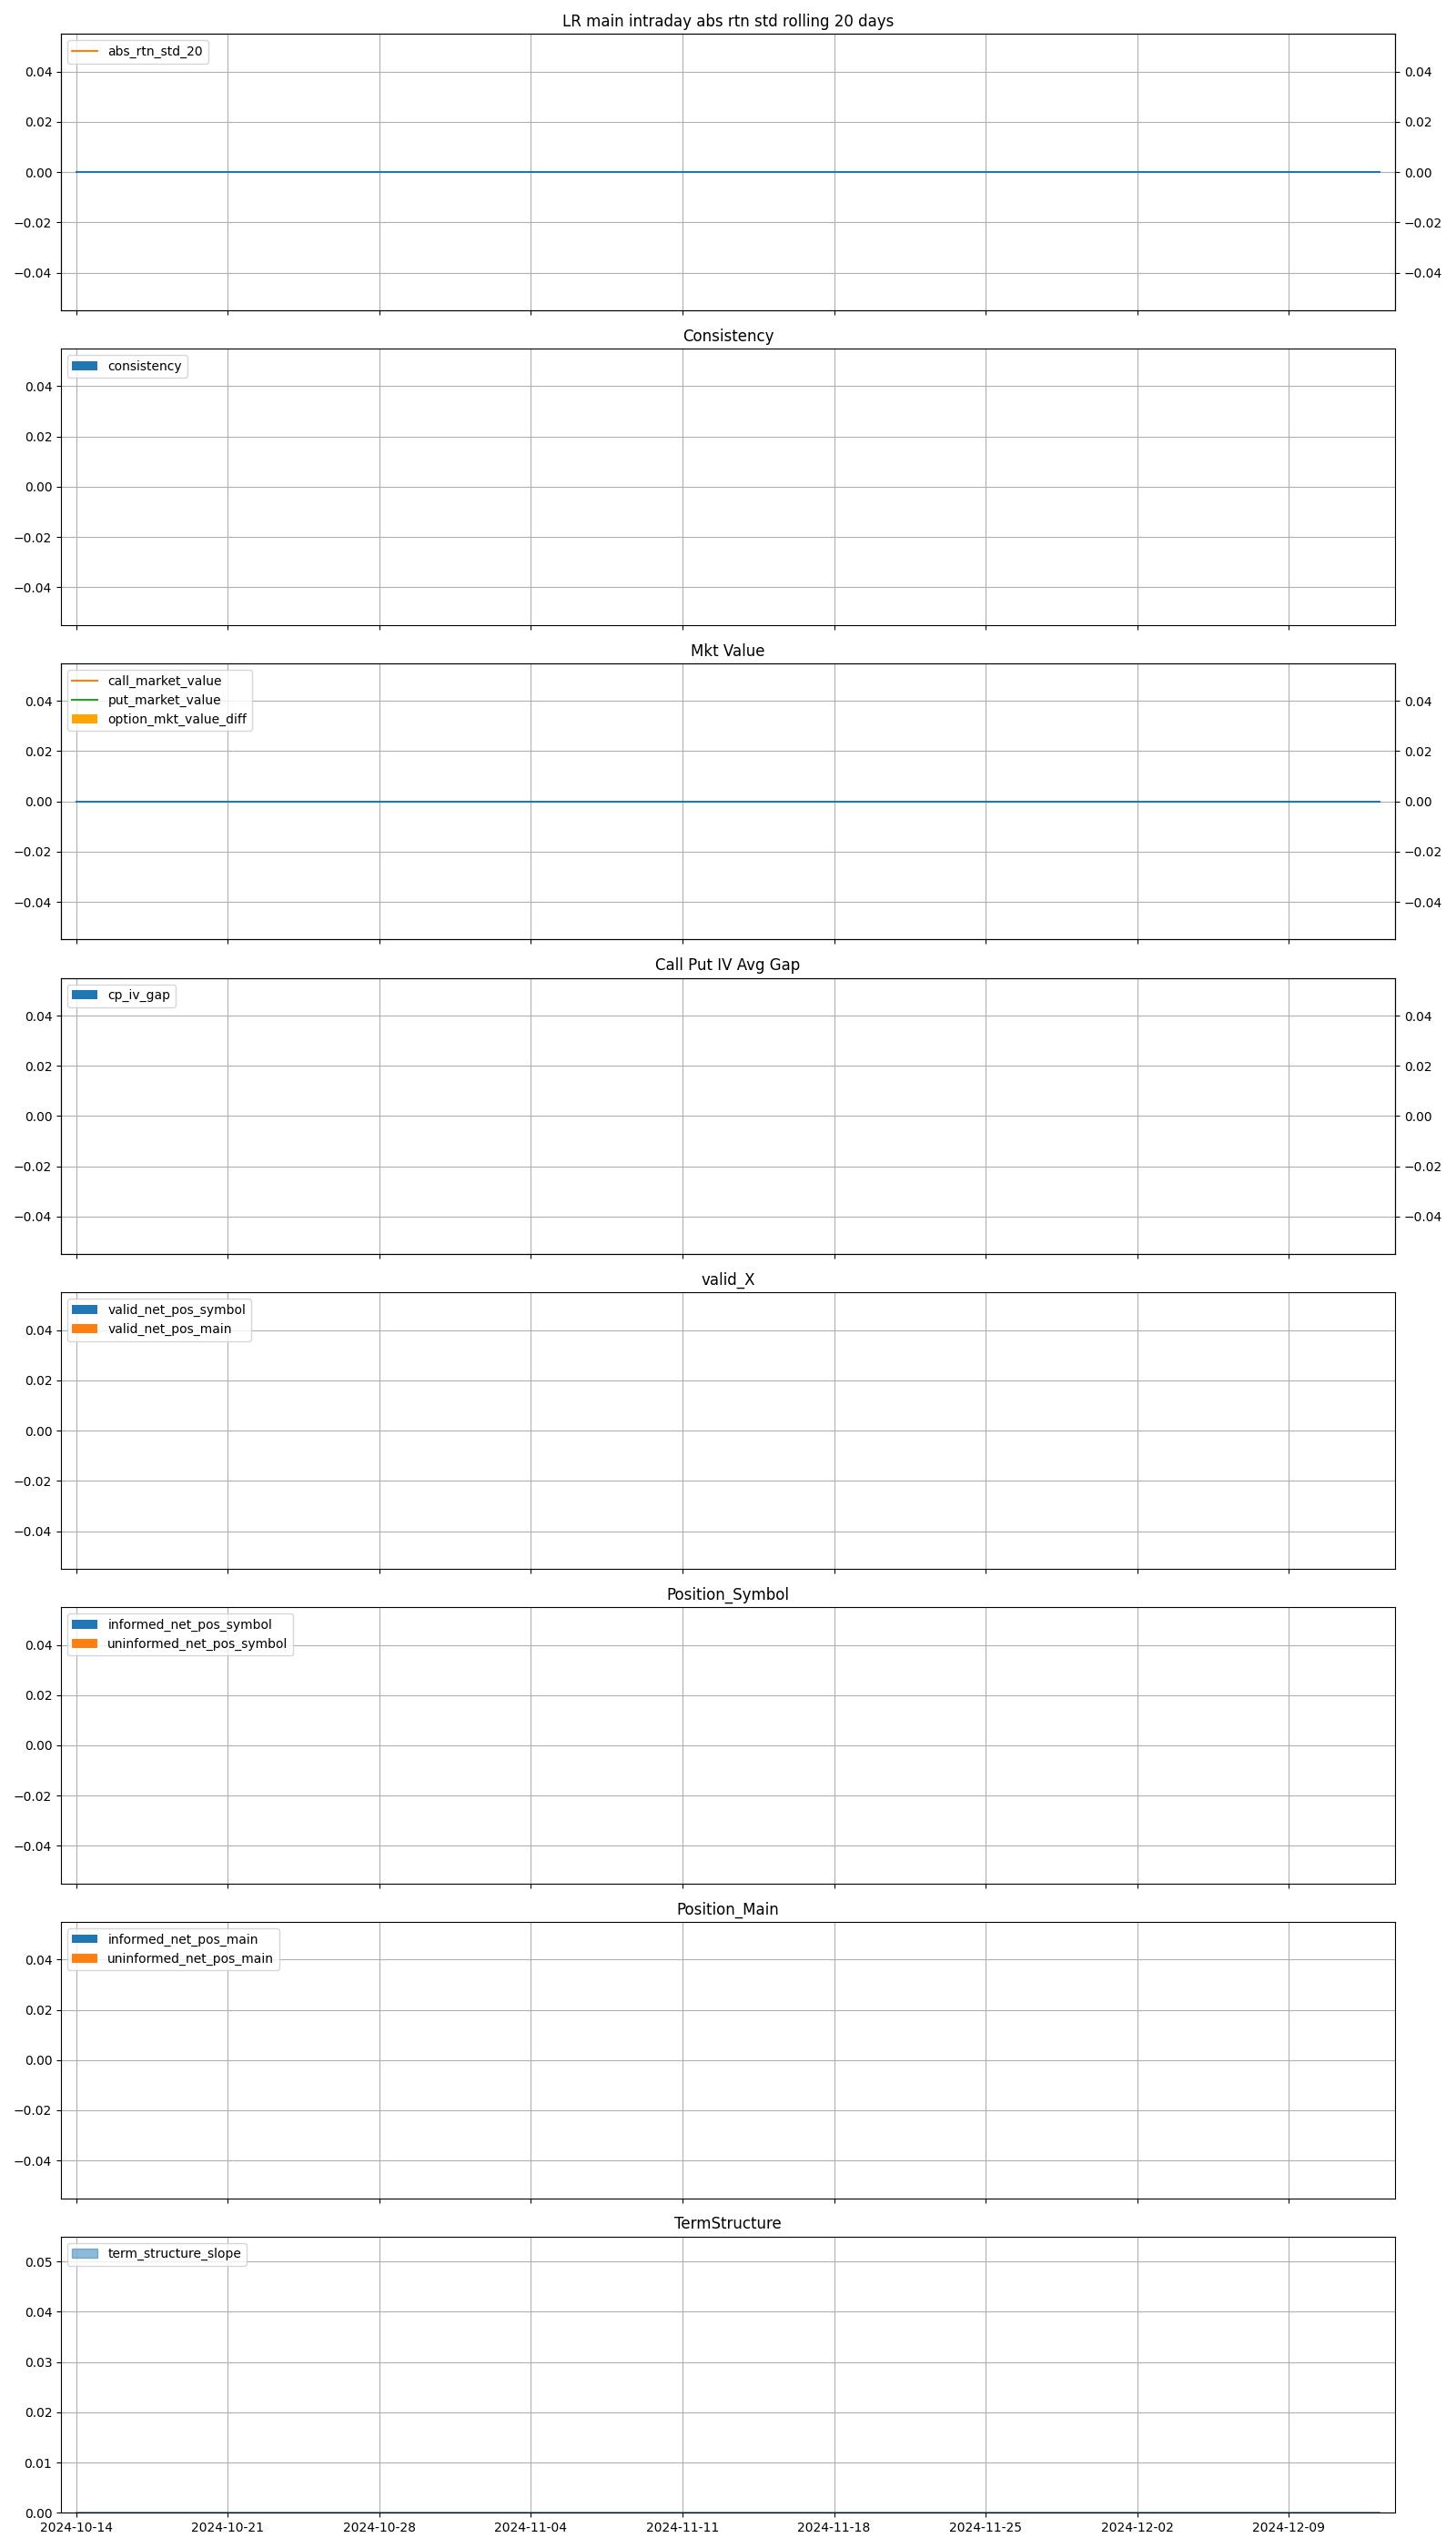 LR main intraday abs rtn std rolling 20 days
abs_rtn_std_20
0.04 0.04
0.02 0.02
0.00 0.00
−0.02 −0.02
−0.04 −0.04
Consistency
consistency
0.04
0.02
0.00
−0.02
−0.04
Mkt Value
call_market_value
put_market_value
option_mkt_value_diff
0.04 0.04
0.02 0.02
0.00 0.00
−0.02 −0.02
−0.04 −0.04
Call Put IV Avg Gap
cp_iv_gap
0.04 0.04
0.02 0.02
0.00 0.00
−0.02 −0.02
−0.04 −0.04
valid_X
valid_net_pos_symbol
valid_net_pos_main
0.04
0.02
0.00
−0.02
−0.04
Position_Symbol
informed_net_pos_symbol
uninformed_net_pos_symbol
0.04
0.02
0.00
−0.02
−0.04
Position_Main
informed_net_pos_main
uninformed_net_pos_main
0.04
0.02
0.00
−0.02
−0.04
TermStructure
term_structure_slope
0.05
0.04
0.03
0.02
0.01
0.00
2024-10-14 2024-10-21 2024-10-28 2024-11-04 2024-11-11 2024-11-18 2024-11-25 2024-12-02 2024-12-09